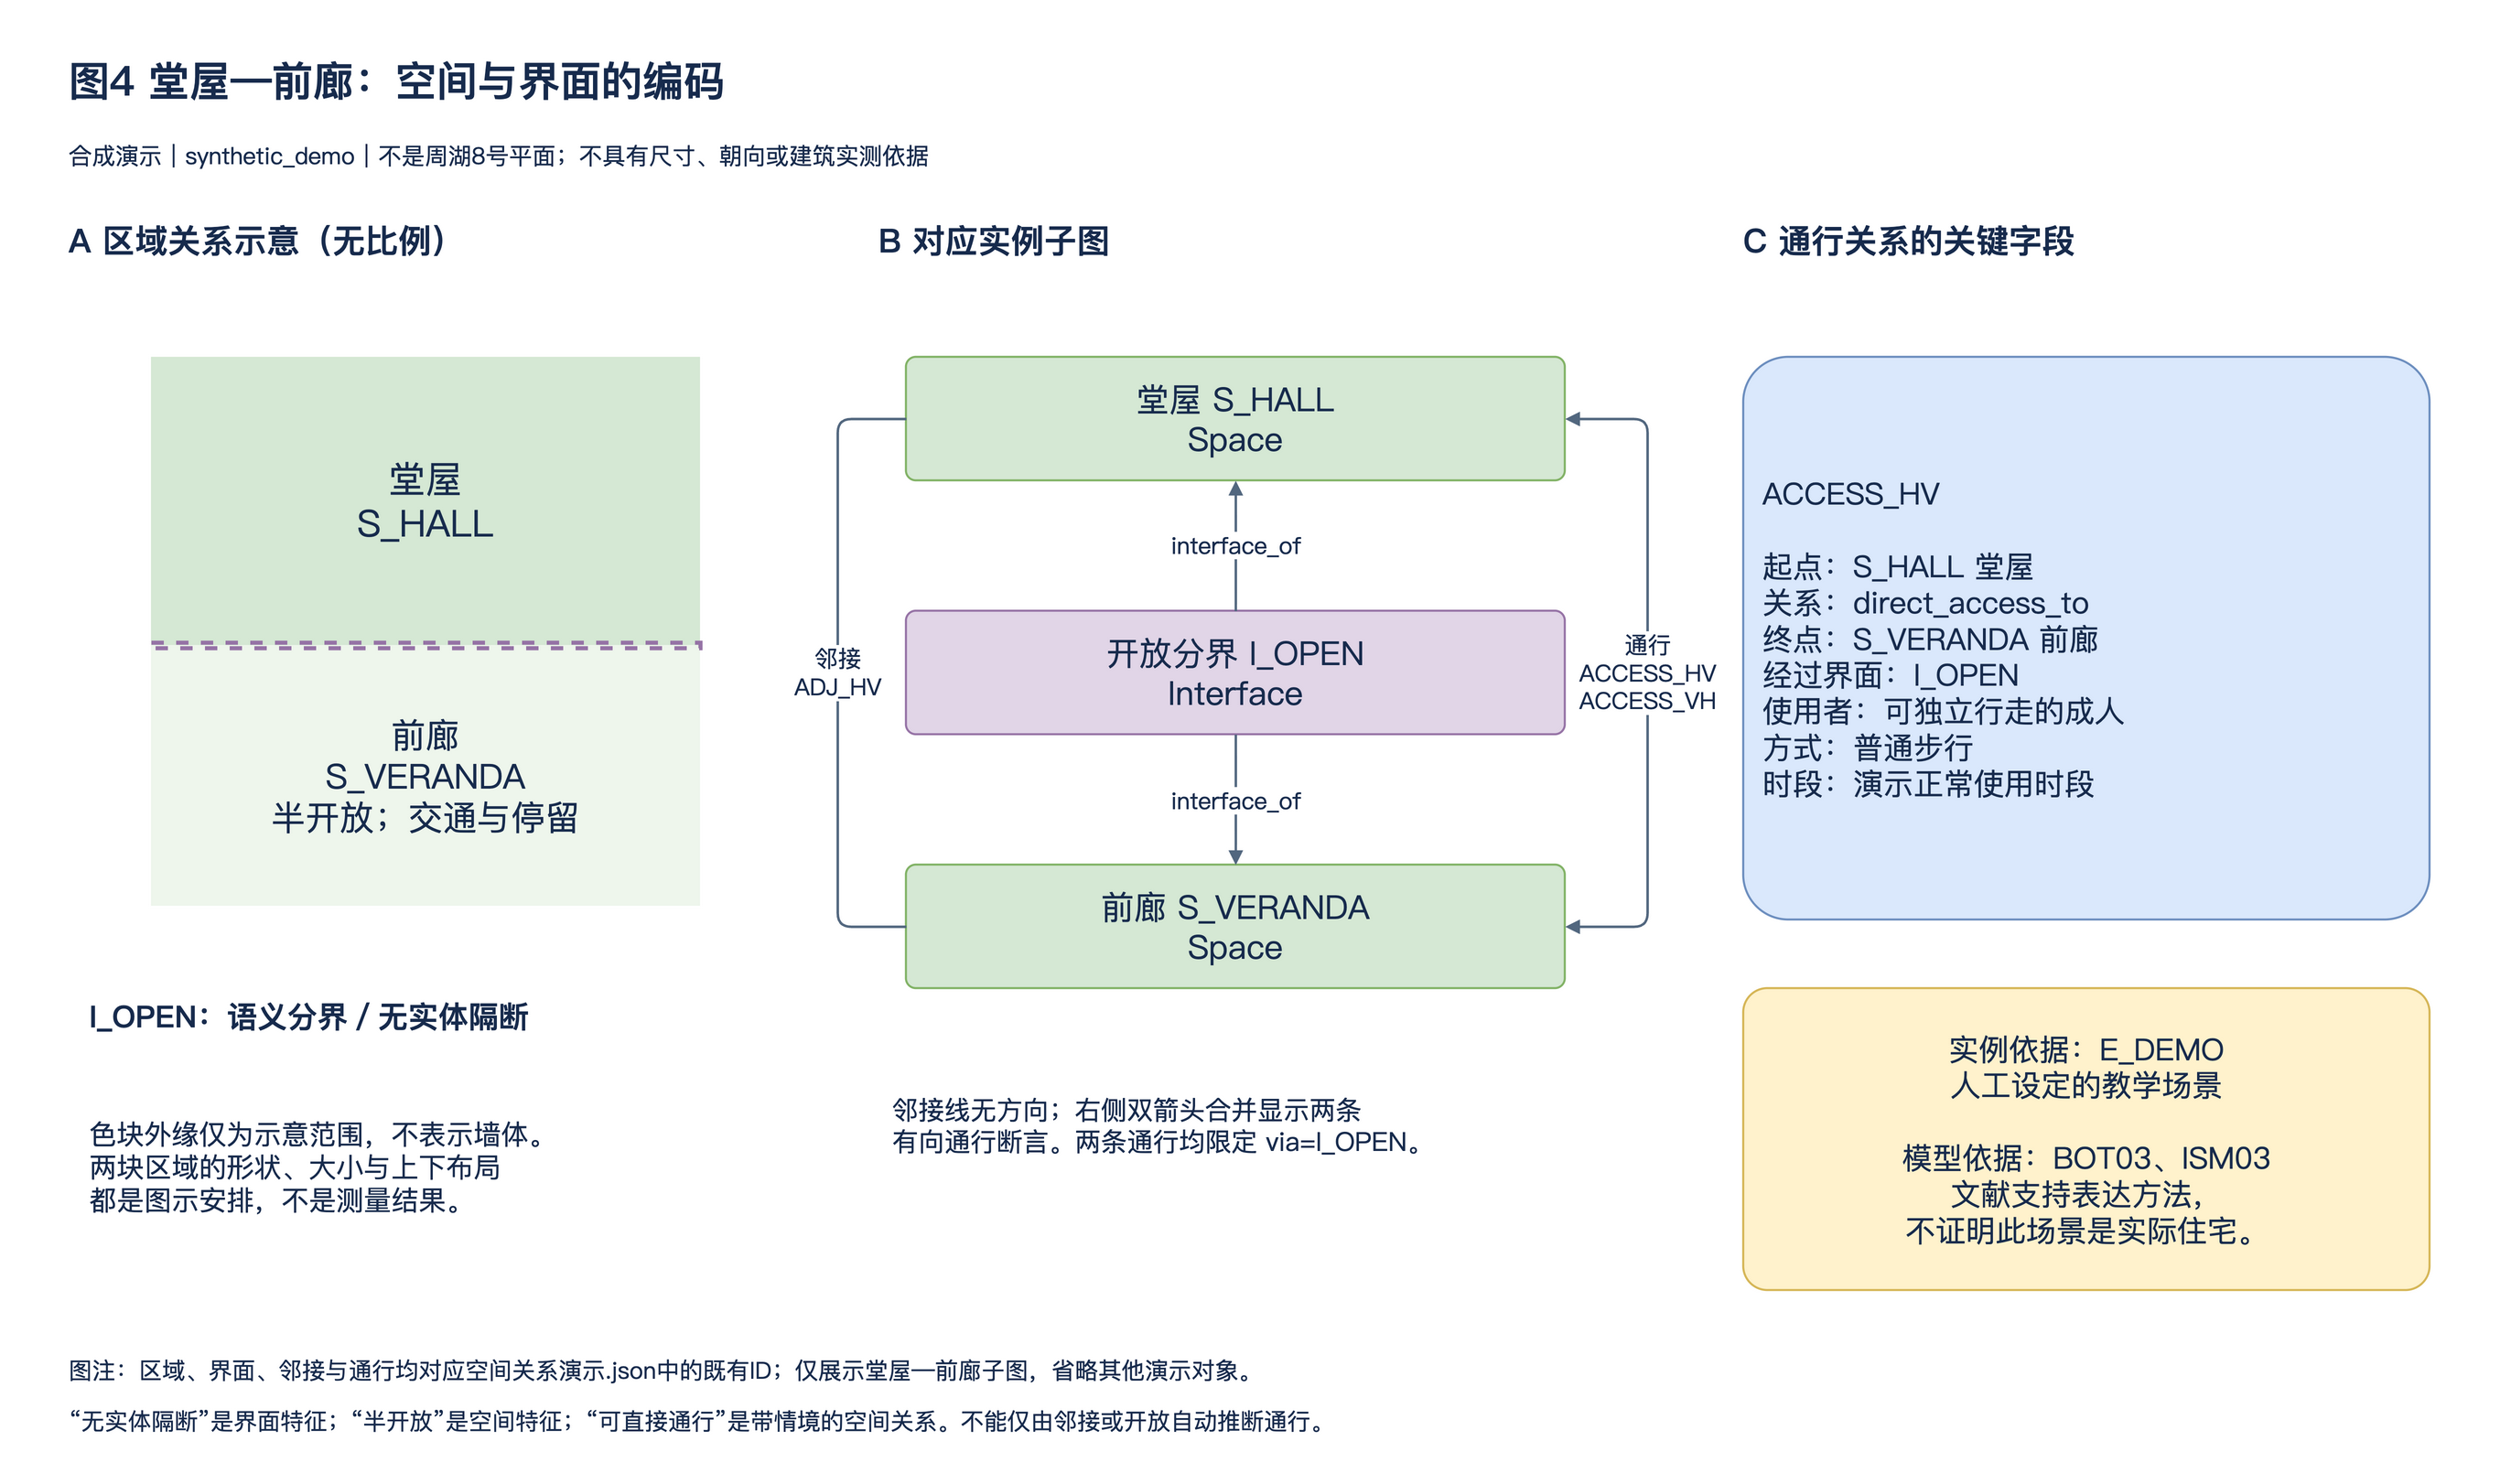 图4 堂屋—前廊：空间与界面的编码
合成演示｜synthetic_demo｜不是周湖8号平面；不具有尺寸、朝向或建筑实测依据
A 区域关系示意（无比例）
堂屋
S_HALL
前廊
S_VERANDA
半开放；交通与停留
I_OPEN：语义分界 / 无实体隔断
色块外缘仅为示意范围，不表示墙体。
两块区域的形状、大小与上下布局
都是图示安排，不是测量结果。
B 对应实例子图
堂屋 S_HALL
Space
interface_of
开放分界 I_OPEN
Interface
interface_of
前廊 S_VERANDA
Space
邻接
ADJ_HV
通行
ACCESS_HV
ACCESS_VH
邻接线无方向；右侧双箭头合并显示两条
有向通行断言。两条通行均限定 via=I_OPEN。
C 通行关系的关键字段
ACCESS_HV
起点：S_HALL 堂屋
关系：direct_access_to
终点：S_VERANDA 前廊
经过界面：I_OPEN
使用者：可独立行走的成人
方式：普通步行
时段：演示正常使用时段
实例依据：E_DEMO
人工设定的教学场景
模型依据：BOT03、ISM03
文献支持表达方法，
不证明此场景是实际住宅。
图注：区域、界面、邻接与通行均对应空间关系演示.json中的既有ID；仅展示堂屋—前廊子图，省略其他演示对象。
“无实体隔断”是界面特征；“半开放”是空间特征；“可直接通行”是带情境的空间关系。不能仅由邻接或开放自动推断通行。